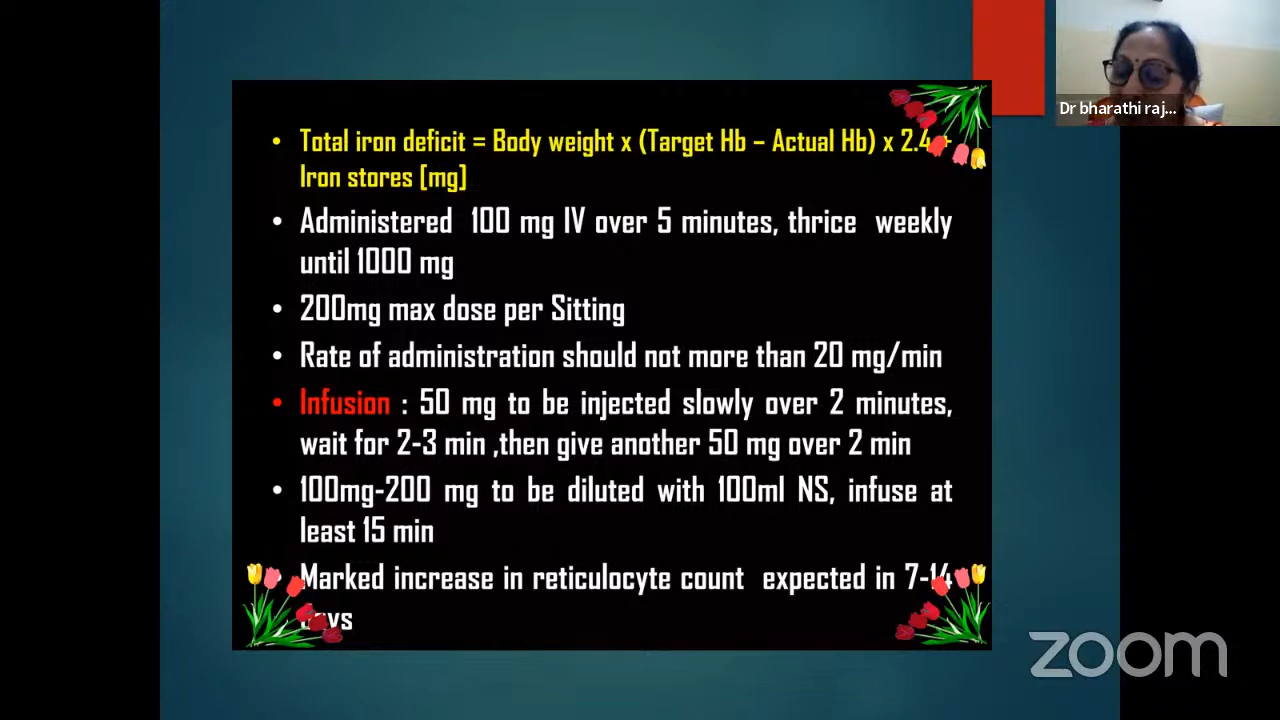 • Total iron deficit = Body weight x (Target Hb – Actual Hb) x 2.4 +
Iron stores [mg]
• Administered 100 mg IV over 5 minutes, thrice weekly
until 1000 mg
• 200mg max dose per Sitting
• Rate of administration should not more than 20 mg/min
• Infusion : 50 mg to be injected slowly over 2 minutes,
wait for 2-3 min ,then give another 50 mg over 2 min
• 100mg-200 mg to be diluted with 100ml NS, infuse at
least 15 min
• Marked increase in reticulocyte count expected in 7-14
days
Dr bharathi raj...
zoom